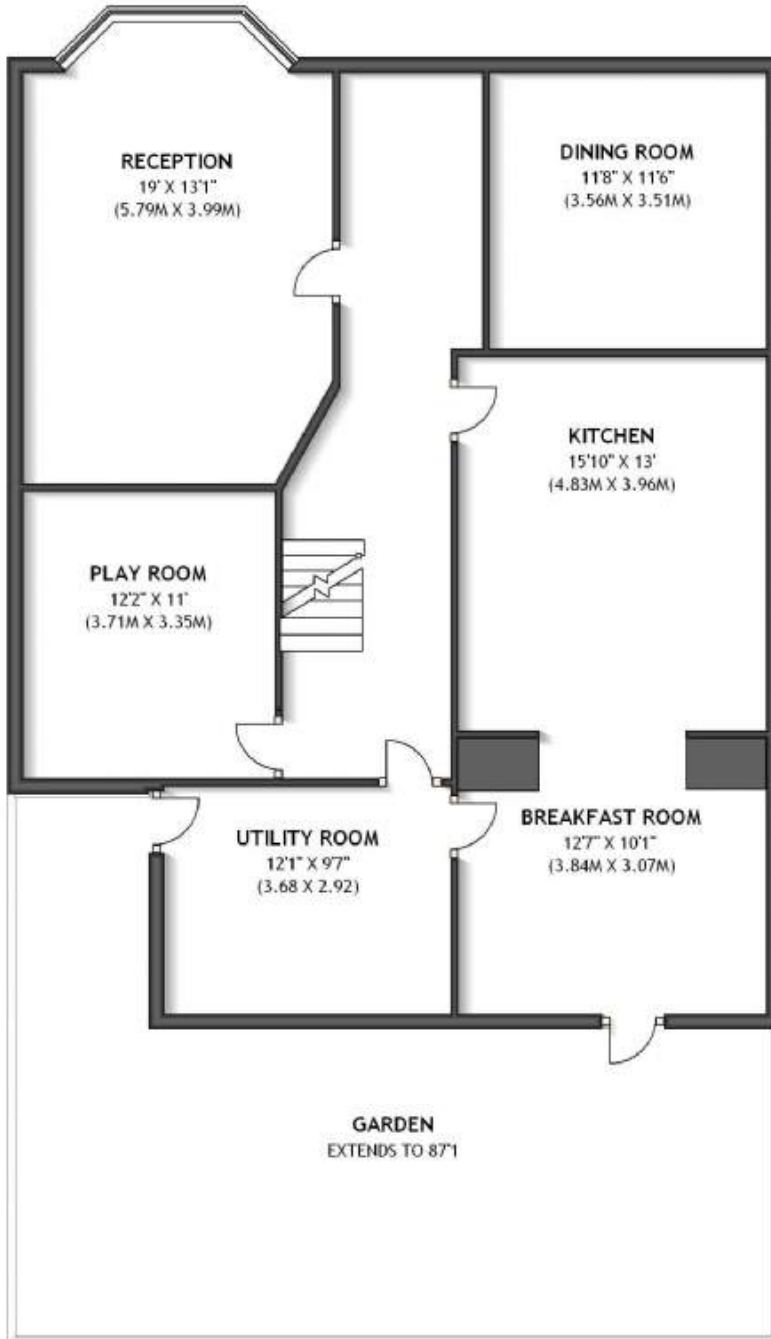 RECEPTION
19' X 13'1"
(5.79M X 3.99M)
DINING ROOM
11'8" X 11'6"
(3.56M X 3.51M)
KITCHEN
15'10" X 13'
(4.83M X 3.96M)
PLAY ROOM
12'2" X 11'
(3.71M X 3.35M)
UTILITY ROOM
12'1" X 9'7"
(3.68 X 2.92)
BREAKFAST ROOM
12'7" X 10'1"
(3.84M X 3.07M)
GARDEN
EXTENDS TO 87'1